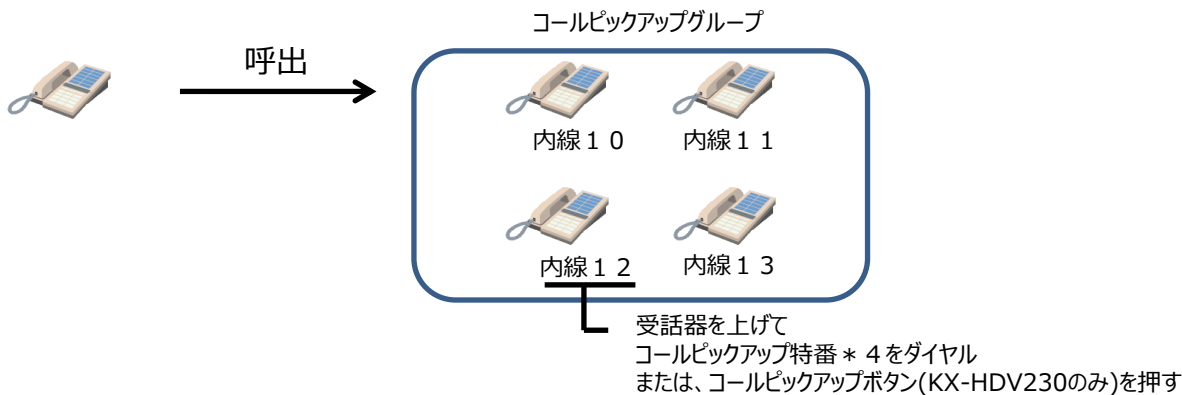 コールピックアップグループ
呼出
内線１０
内線１１
内線１２
内線１３
受話器を上げて
コールピックアップ特番＊４をダイヤル
または、コールピックアップボタン(KX-HDV230のみ)を押す